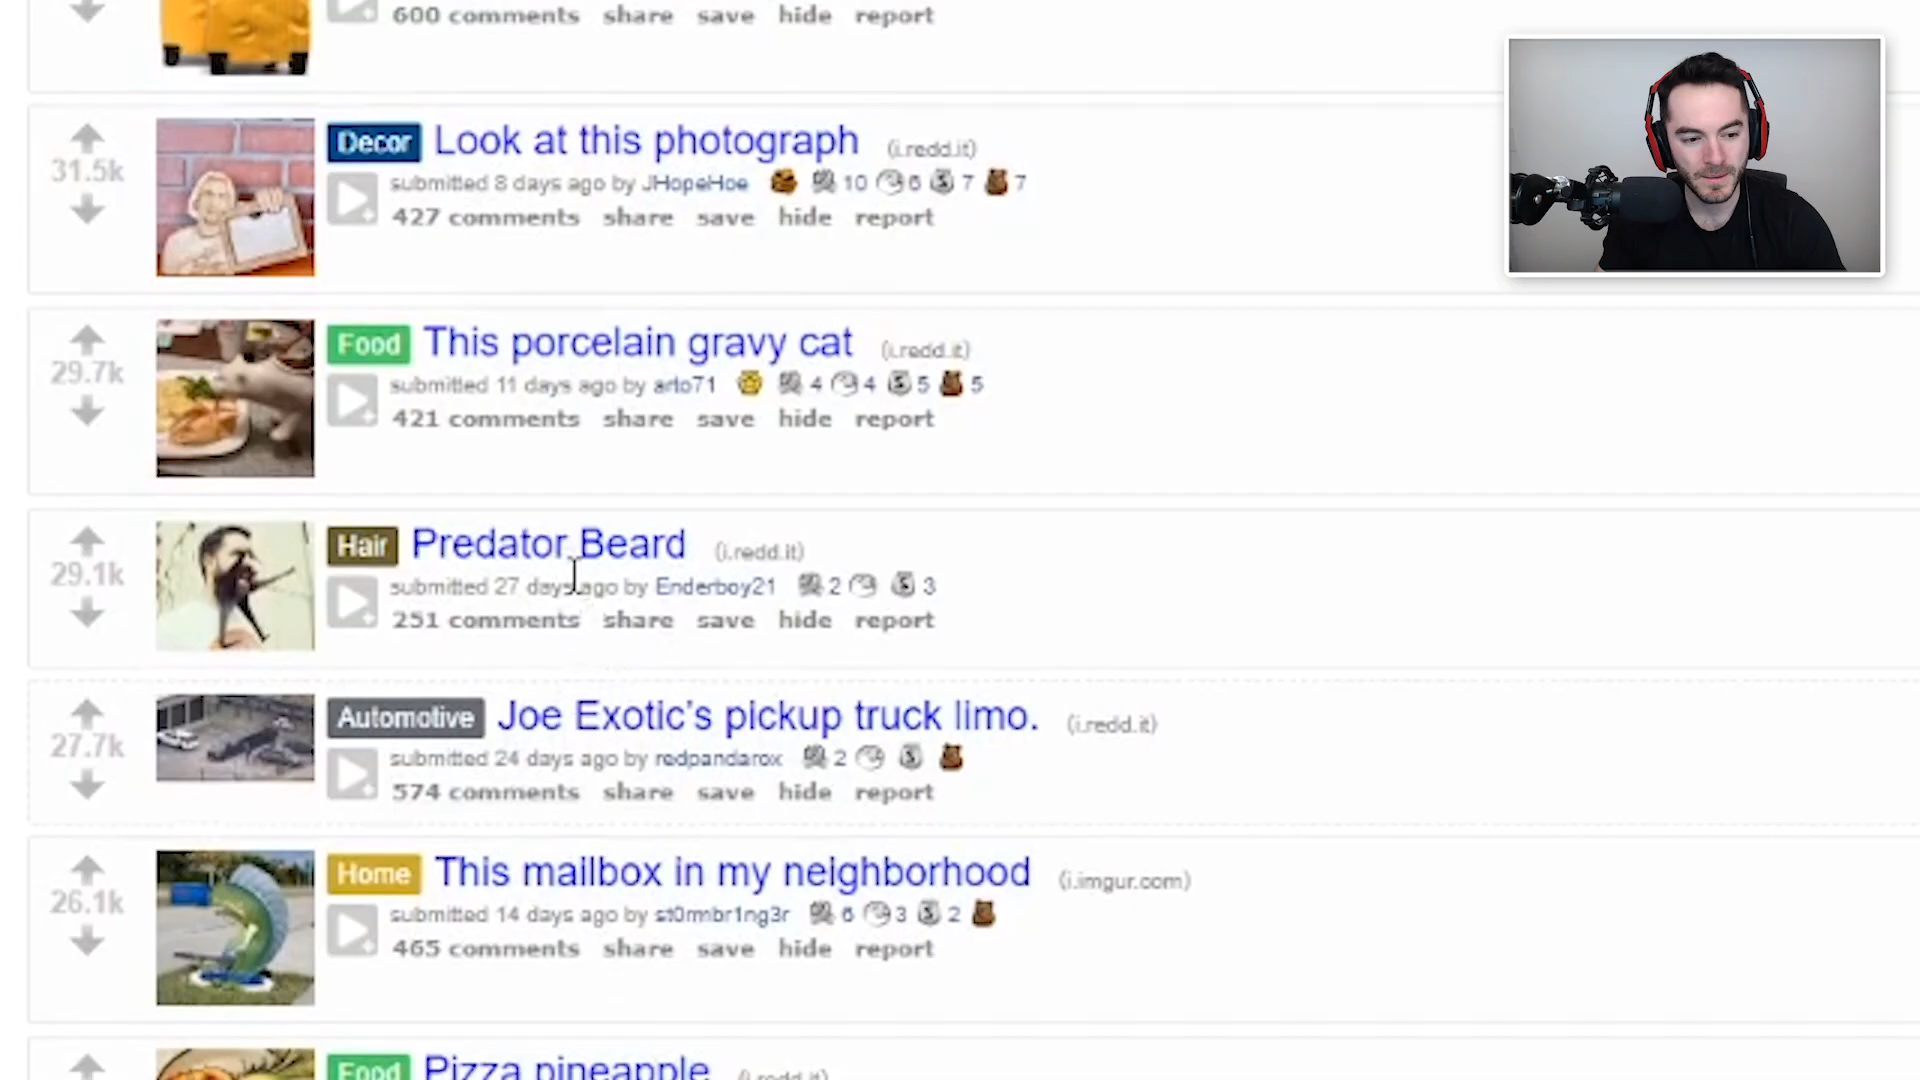 600 comments share save hide report
31.5k
Decor Look at this photograph (i.redd.it)
submitted 8 days ago by JHopeHoe 10 6 7 7
427 comments share save hide report
29.7k
Food This porcelain gravy cat (i.redd.it)
submitted 11 days ago by arto71 4 4 5 5
421 comments share save hide report
29.1k
Hair Predator Beard (i.redd.it)
submitted 27 days ago by Enderboy21 2 3
251 comments share save hide report
27.7k
Automotive Joe Exotic's pickup truck limo. (i.redd.it)
submitted 24 days ago by redpandarox 2
574 comments share save hide report
26.1k
Home This mailbox in my neighborhood (i.imgur.com)
submitted 14 days ago by st0rmbr1ng3r 6 3 2
465 comments share save hide report
Food Pizza pineapple (i.redd.it)